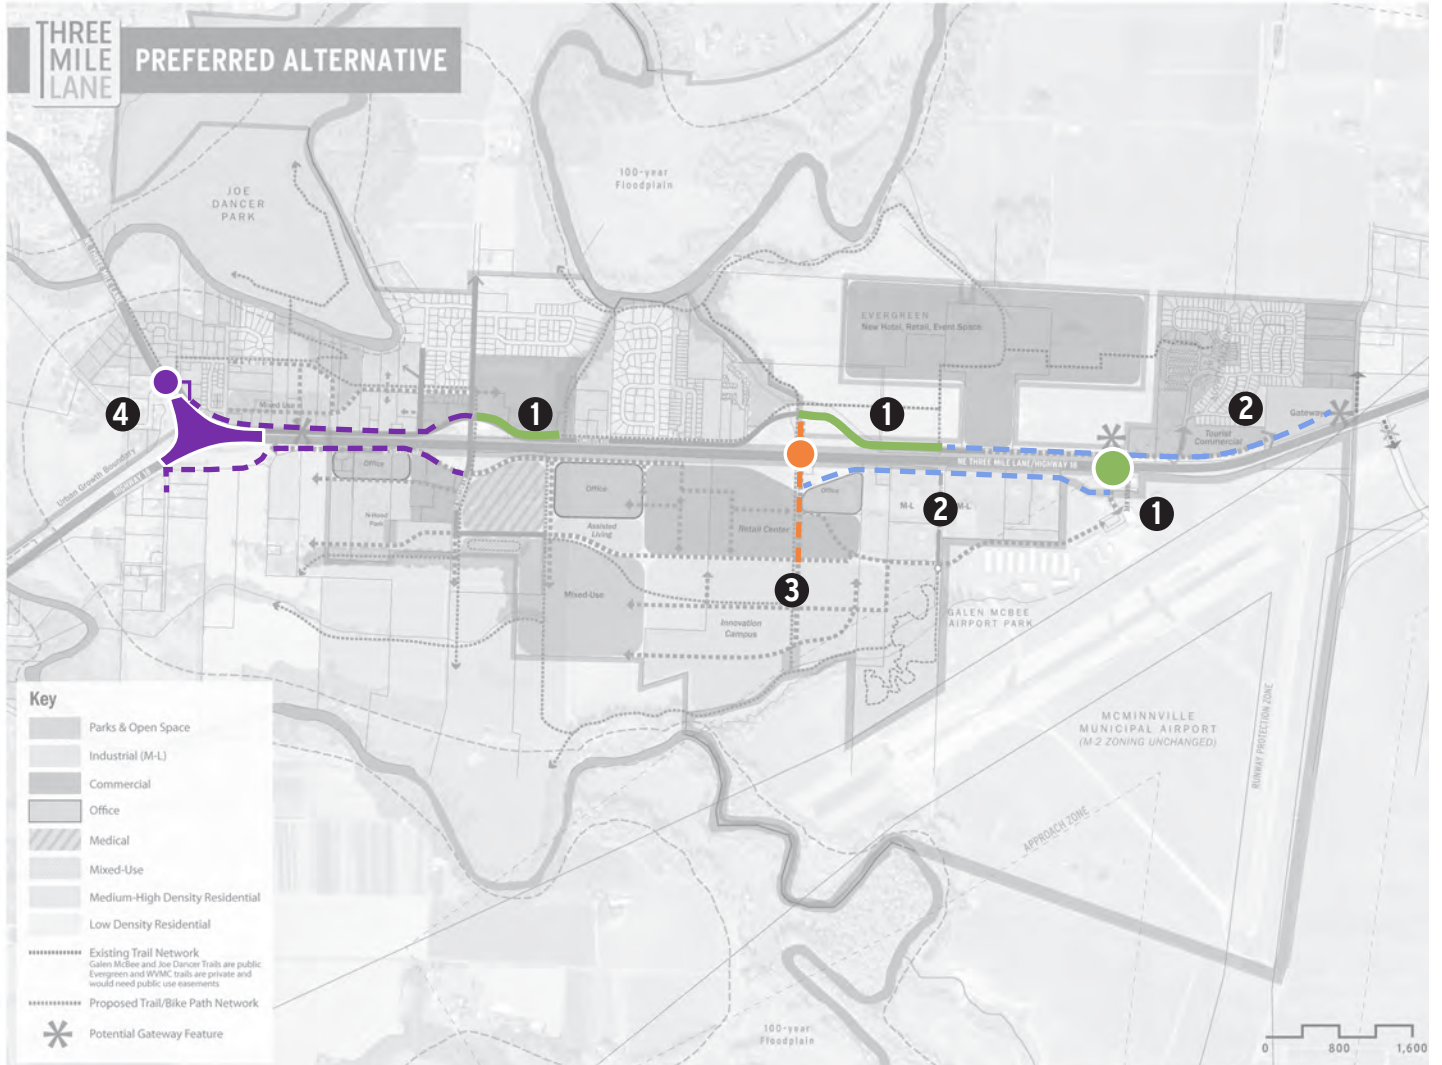 THREE
MILE
LANE
PREFERRED ALTERNATIVE
100-year
Floodplain
JOE
DANCER
PARK
EVERGREEN
New Hotel, Retail, Event Space
4
Mixed Use
1
1
2
Gateway
Tourist
Commercial
Urban Growth Boundary
HIGHWAY 18
NE THREE MILE LANE/HIGHWAY 18
Office
Office
Office
N-Hood
Park
Assisted
Living
Retail Center
M-L
2
M-L
1
3
Mixed-Use
Innovation
Campus
GALEN MCBEE
AIRPORT PARK
MCMINNVILLE
MUNICIPAL AIRPORT
(M-2 ZONING UNCHANGED)
RUNWAY PROTECTION ZONE
APPROACH ZONE
Key
Parks & Open Space
Industrial (M-L)
Commercial
Office
Medical
Mixed-Use
Medium-High Density Residential
Low Density Residential
Existing Trail Network
Galen McBee and Joe Dancer Trails are public
Evergreen and WVMC trails are private and
would need public use easements
Proposed Trail/Bike Path Network
Potential Gateway Feature
100-year
Floodplain
0 800 1,600